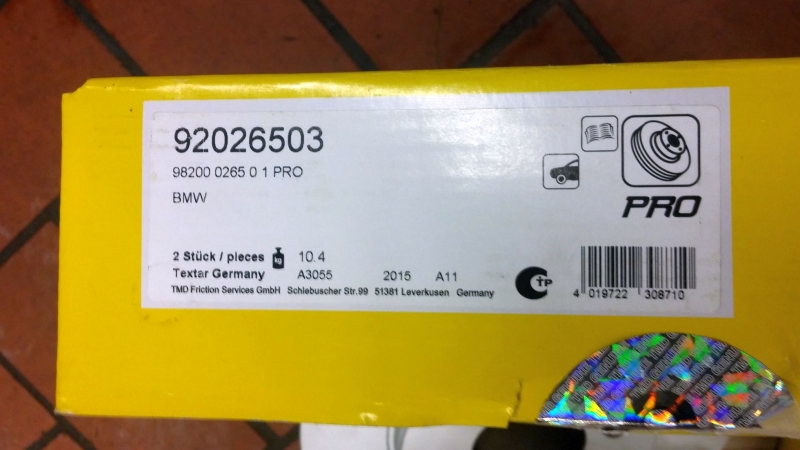 92026503
98200 0265 0 1 PRO
BMW
PRO
2 Stück / pieces kg 10.4
Textar Germany A3055 2015 A11
TMD Friction Services GmbH Schlebuscher Str.99 51381 Leverkusen Germany
CTP
4 019722 308710